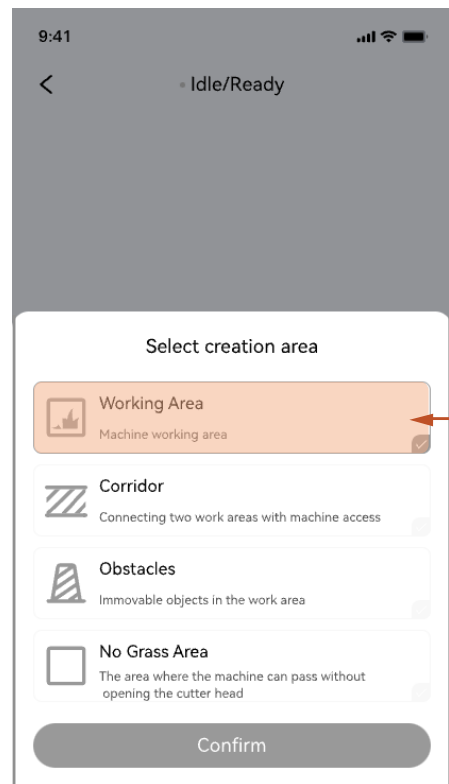 9:41
Idle/Ready
Select creation area
Working Area
Machine working area
Corridor
Connecting two work areas with machine access
Obstacles
Immovable objects in the work area
No Grass Area
The area where the machine can pass without
opening the cutter head
Confirm